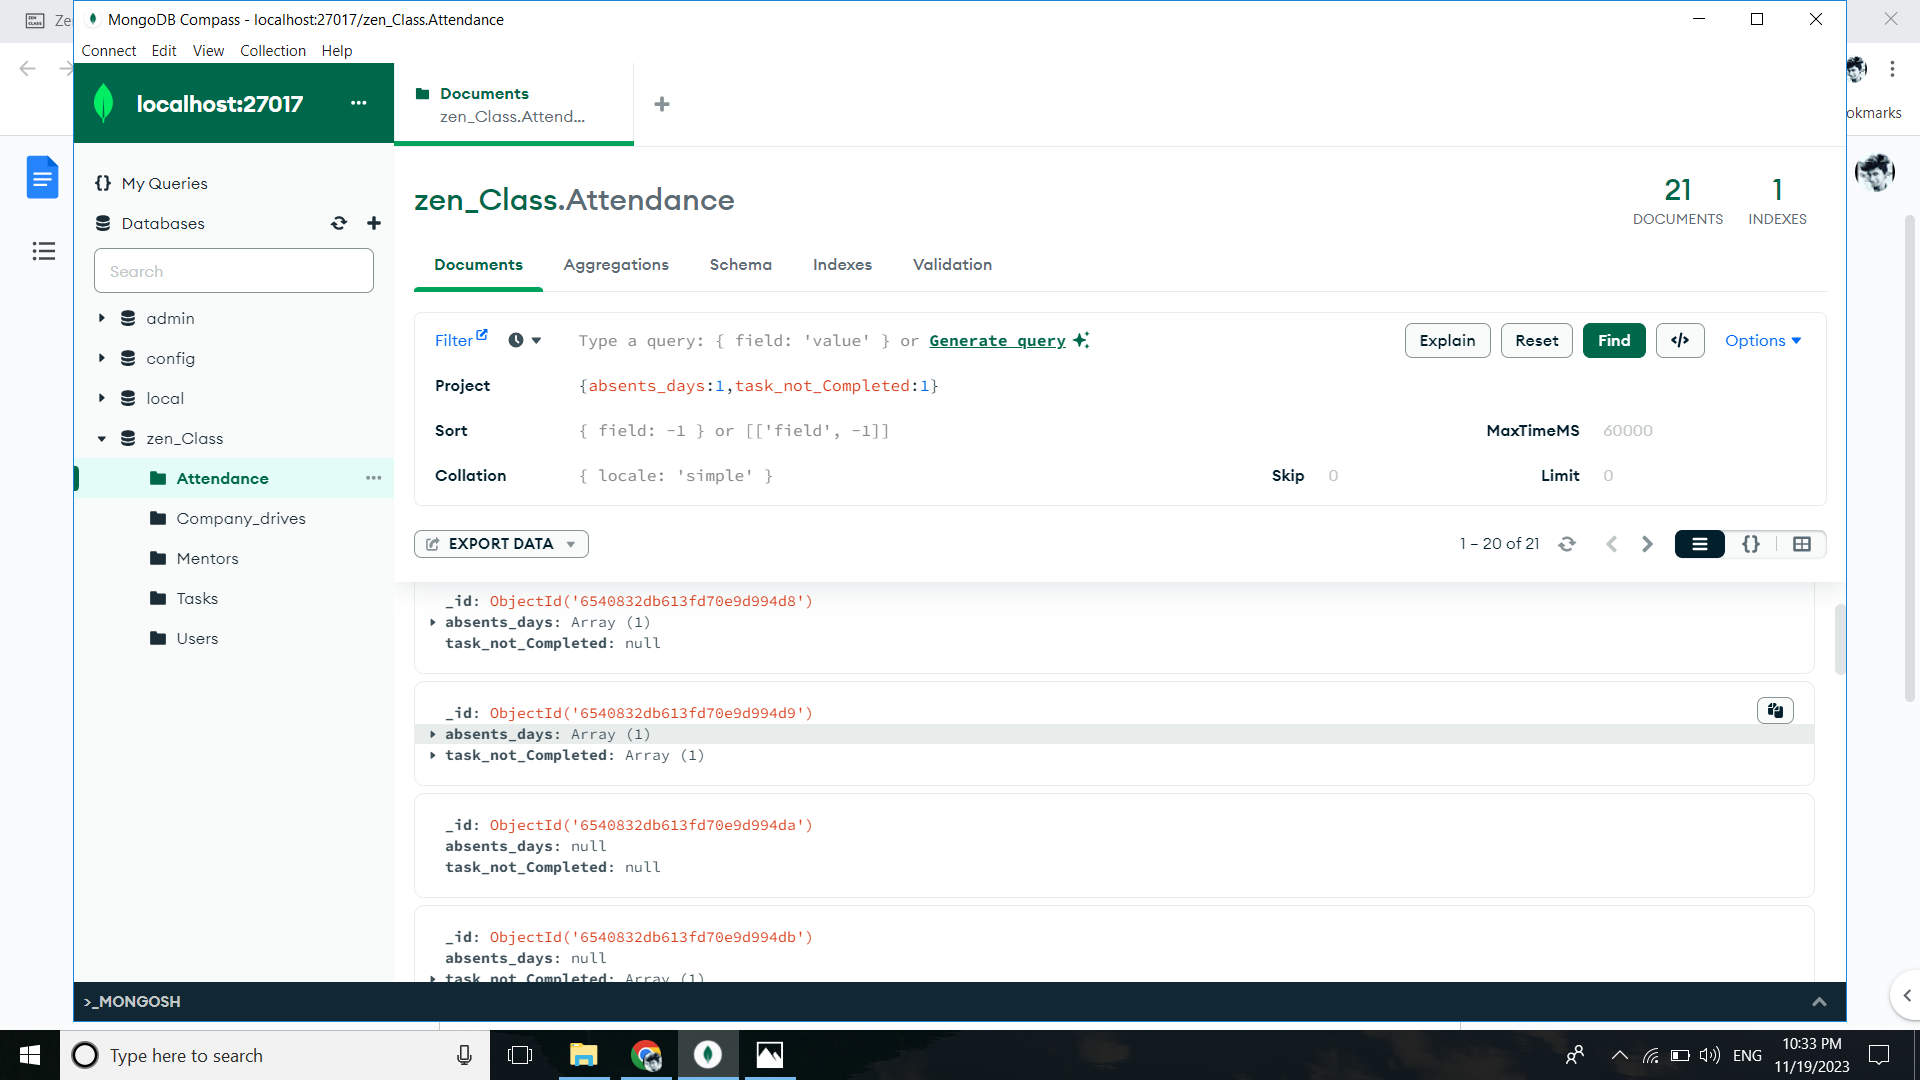 MongoDB Compass - localhost:27017/zen_Class.Attendance
Connect Edit View Collection Help
localhost:27017
Documents
zen_Class.Attend...
okmarks
My Queries
Databases
Search
admin
config
local
zen_Class
Attendance
Company_drives
Mentors
Tasks
Users
zen_Class.Attendance
21
DOCUMENTS
1
INDEXES
Documents Aggregations Schema Indexes Validation
Filter Type a query: { field: 'value' } or Generate query Explain Reset Find </> Options
Project {absents_days:1,task_not_Completed:1}
Sort { field: -1 } or [['field', -1]] MaxTimeMS 60000
Collation { locale: 'simple' } Skip 0 Limit 0
EXPORT DATA 1 – 20 of 21 {}
_id: ObjectId('6540832db613fd70e9d994d8')
absents_days: Array (1)
task_not_Completed: null
_id: ObjectId('6540832db613fd70e9d994d9')
absents_days: Array (1)
task_not_Completed: Array (1)
_id: ObjectId('6540832db613fd70e9d994da')
absents_days: null
task_not_Completed: null
_id: ObjectId('6540832db613fd70e9d994db')
absents_days: null
task_not_Completed: Array (1)
>_MONGOSH
Type here to search
ENG
10:33 PM
11/19/2023